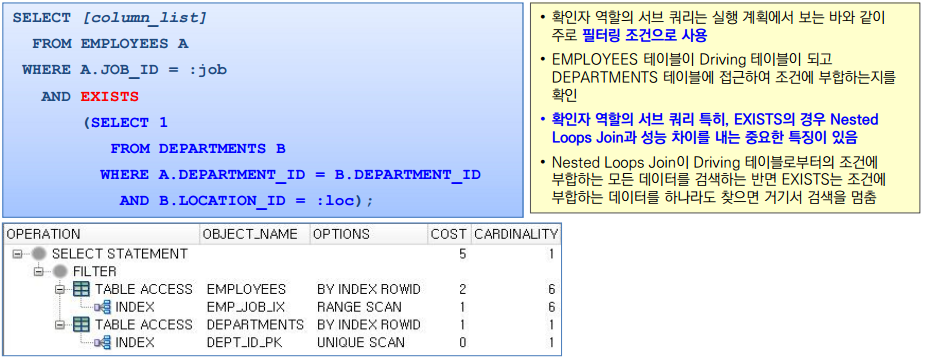 SELECT [column_list]
FROM EMPLOYEES A
WHERE A.JOB_ID = :job
AND EXISTS
(SELECT 1
FROM DEPARTMENTS B
WHERE A.DEPARTMENT_ID = B.DEPARTMENT_ID
AND B.LOCATION_ID = :loc);
• 확인자 역할의 서브 쿼리는 실행 계획에서 보는 바와 같이
주로 필터링 조건으로 사용
• EMPLOYEES 테이블이 Driving 테이블이 되고
DEPARTMENTS 테이블에 접근하여 조건에 부합하는지를
확인
• 확인자 역할의 서브 쿼리 특히, EXISTS의 경우 Nested
Loops Join과 성능 차이를 내는 중요한 특징이 있음
• Nested Loops Join이 Driving 테이블로부터의 조건에
부합하는 모든 데이터를 검색하는 반면 EXISTS는 조건에
부합하는 데이터를 하나라도 찾으면 거기서 검색을 멈춤
OPERATION OBJECT_NAME OPTIONS COST CARDINALITY
SELECT STATEMENT 5 1
FILTER
TABLE ACCESS EMPLOYEES BY INDEX ROWID 2 6
INDEX EMP_JOB_IX RANGE SCAN 1 6
TABLE ACCESS DEPARTMENTS BY INDEX ROWID 1 1
INDEX DEPT_ID_PK UNIQUE SCAN 0 1